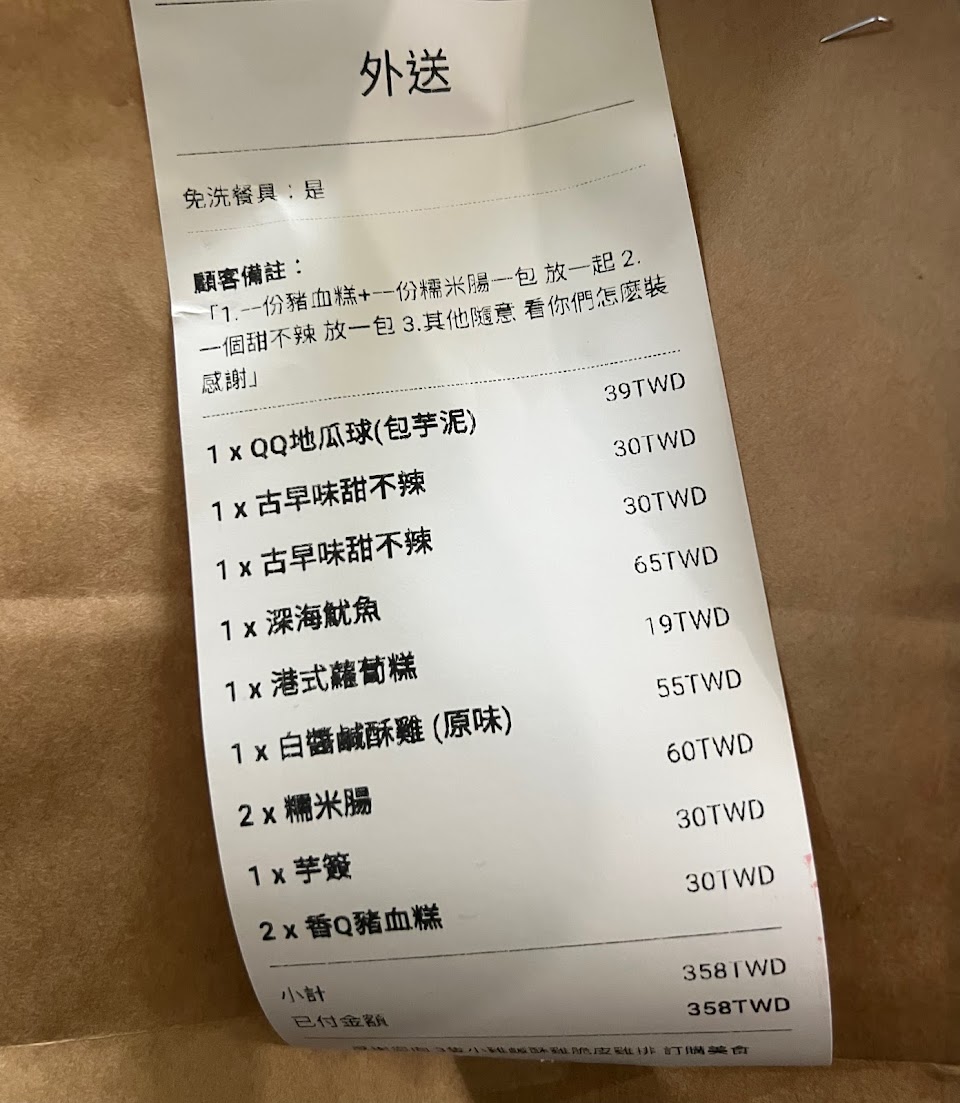 外送
免洗餐具：是
顧客備註：
「1.一份豬血糕+一份糯米腸一包 放一起 2.
一個甜不辣 放一包 3.其他隨意 看你們怎麼裝
感謝」
1 x QQ地瓜球(包芋泥) 39TWD
1 x 古早味甜不辣 30TWD
1 x 古早味甜不辣 30TWD
1 x 深海魷魚 65TWD
1 x 港式蘿蔔糕 19TWD
1 x 白醬鹹酥雞 (原味) 55TWD
2 x 糯米腸 60TWD
1 x 芋簽 30TWD
2 x 香Q豬血糕 30TWD
小計 358TWD
已付金額 358TWD
訂購美食